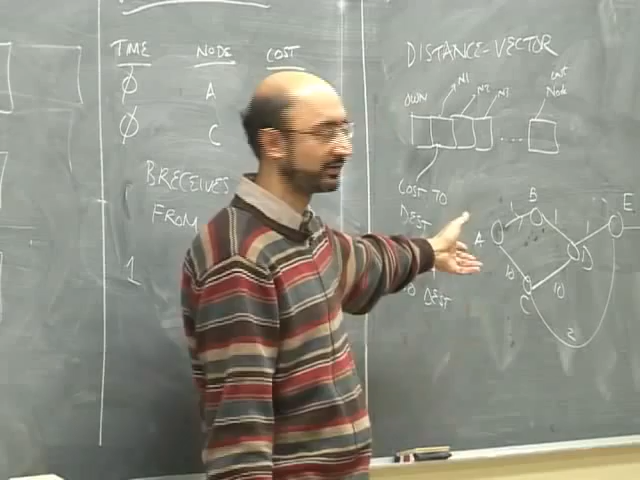 TIME NODE COST
Ø A
Ø C
B RECEIVES
FROM
1
DISTANCE-VECTOR
OWN N1 N2 N3 LAST NODE
....
COST TO
DEST
DEST
A B C D E
1 1 1
10 10
2